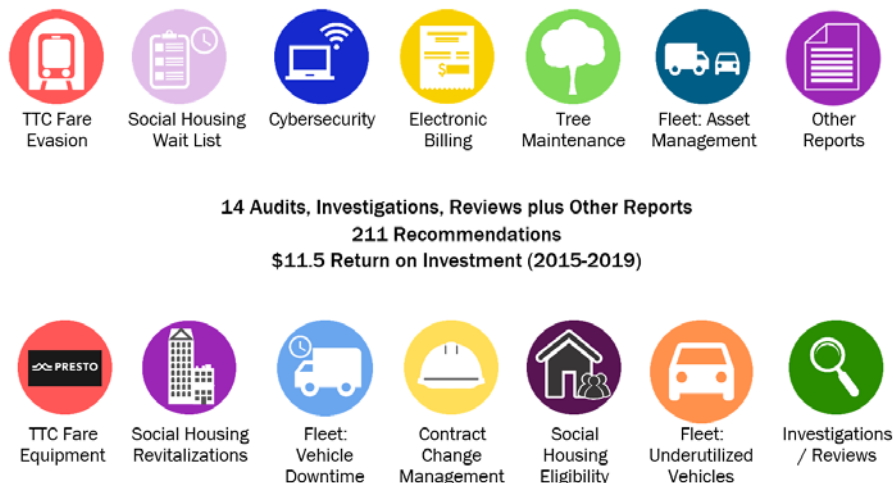 $
TTC Fare
Evasion
Social Housing
Wait List
Cybersecurity
Electronic
Billing
Tree
Maintenance
Fleet: Asset
Management
Other
Reports
14 Audits, Investigations, Reviews plus Other Reports
211 Recommendations
$11.5 Return on Investment (2015-2019)
PRESTO
TTC Fare
Equipment
Social Housing
Revitalizations
Fleet:
Vehicle
Downtime
Contract
Change
Management
Social
Housing
Eligibility
Fleet:
Underutilized
Vehicles
Investigations
/ Reviews